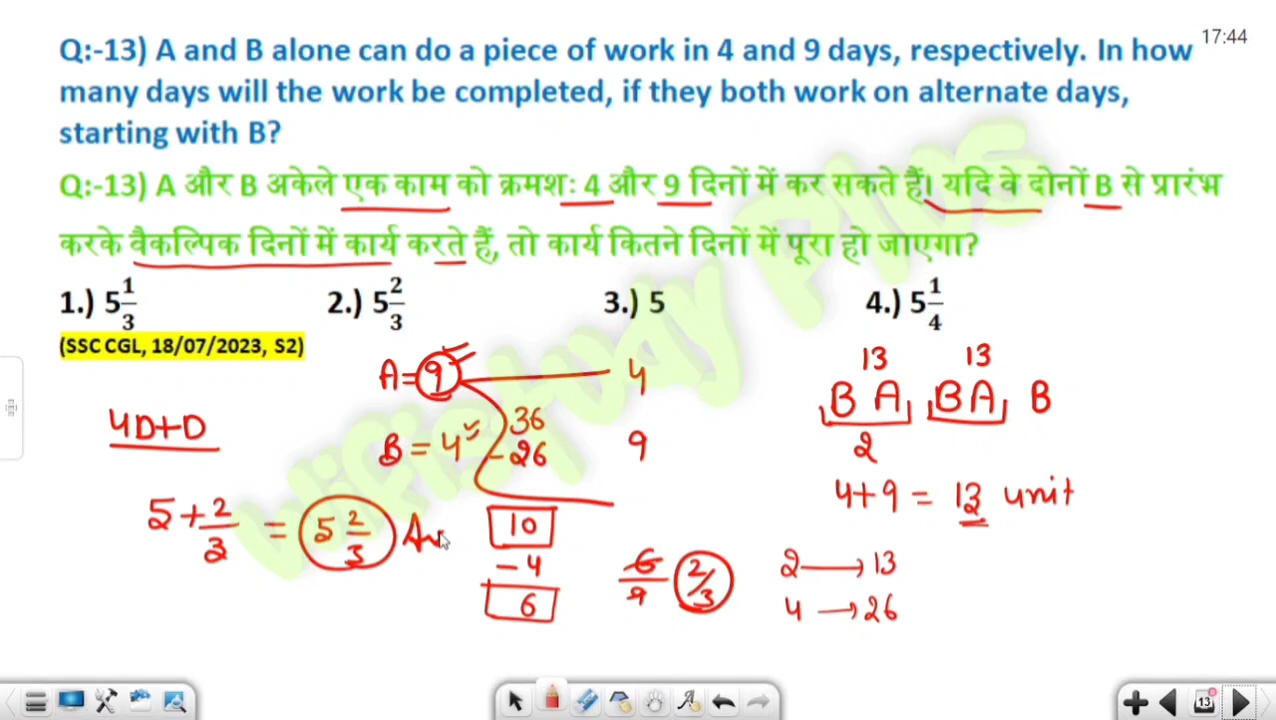 17:44
Q:-13) A and B alone can do a piece of work in 4 and 9 days, respectively. In how
many days will the work be completed, if they both work on alternate days,
starting with B?
Q:-13) A और B अकेले एक काम को क्रमश: 4 और 9 दिनों में कर सकते हैं। यदि वे दोनों B से प्रारंभ
करके वैकल्पिक दिनों में कार्य करते हैं, तो कार्य कितने दिनों में पूरा हो जाएगा?
1.) 5 1/3 2.) 5 2/3 3.) 5 4.) 5 1/4
(SSC CGL, 18/07/2023, S2)
A = 9 4
B = 4 9
36
- 26
10
- 4
6
6/9 2/3
4D+D
5 + 2/3 = 5 2/3 Ans
13 13
B A B A B
2
4+9 = 13 unit
2 → 13
4 → 26
wifistudy Plus
13